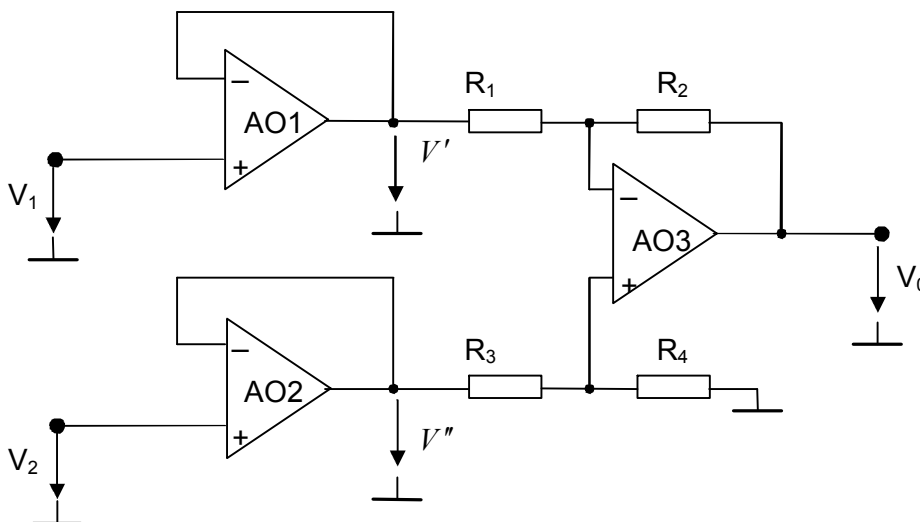 R₁
R₂
−
AO1
+
V'
V₁
−
AO3
+
V₀
−
AO2
+
R₃
R₄
V"
V₂